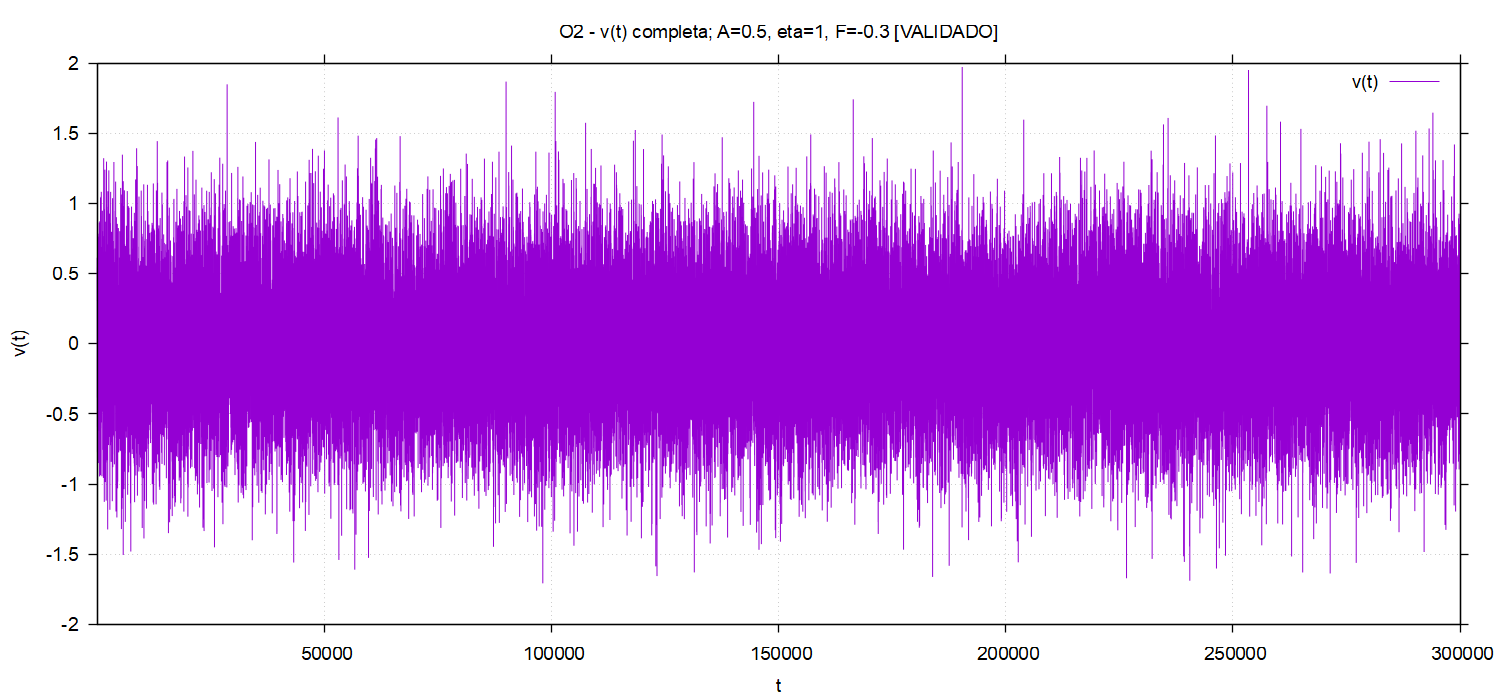 O2 - v(t) completa; A=0.5, eta=1, F=-0.3 [VALIDADO]
v(t)
2
1.5
1
0.5
0
-0.5
-1
-1.5
-2
v(t)
50000 100000 150000 200000 250000 300000
t